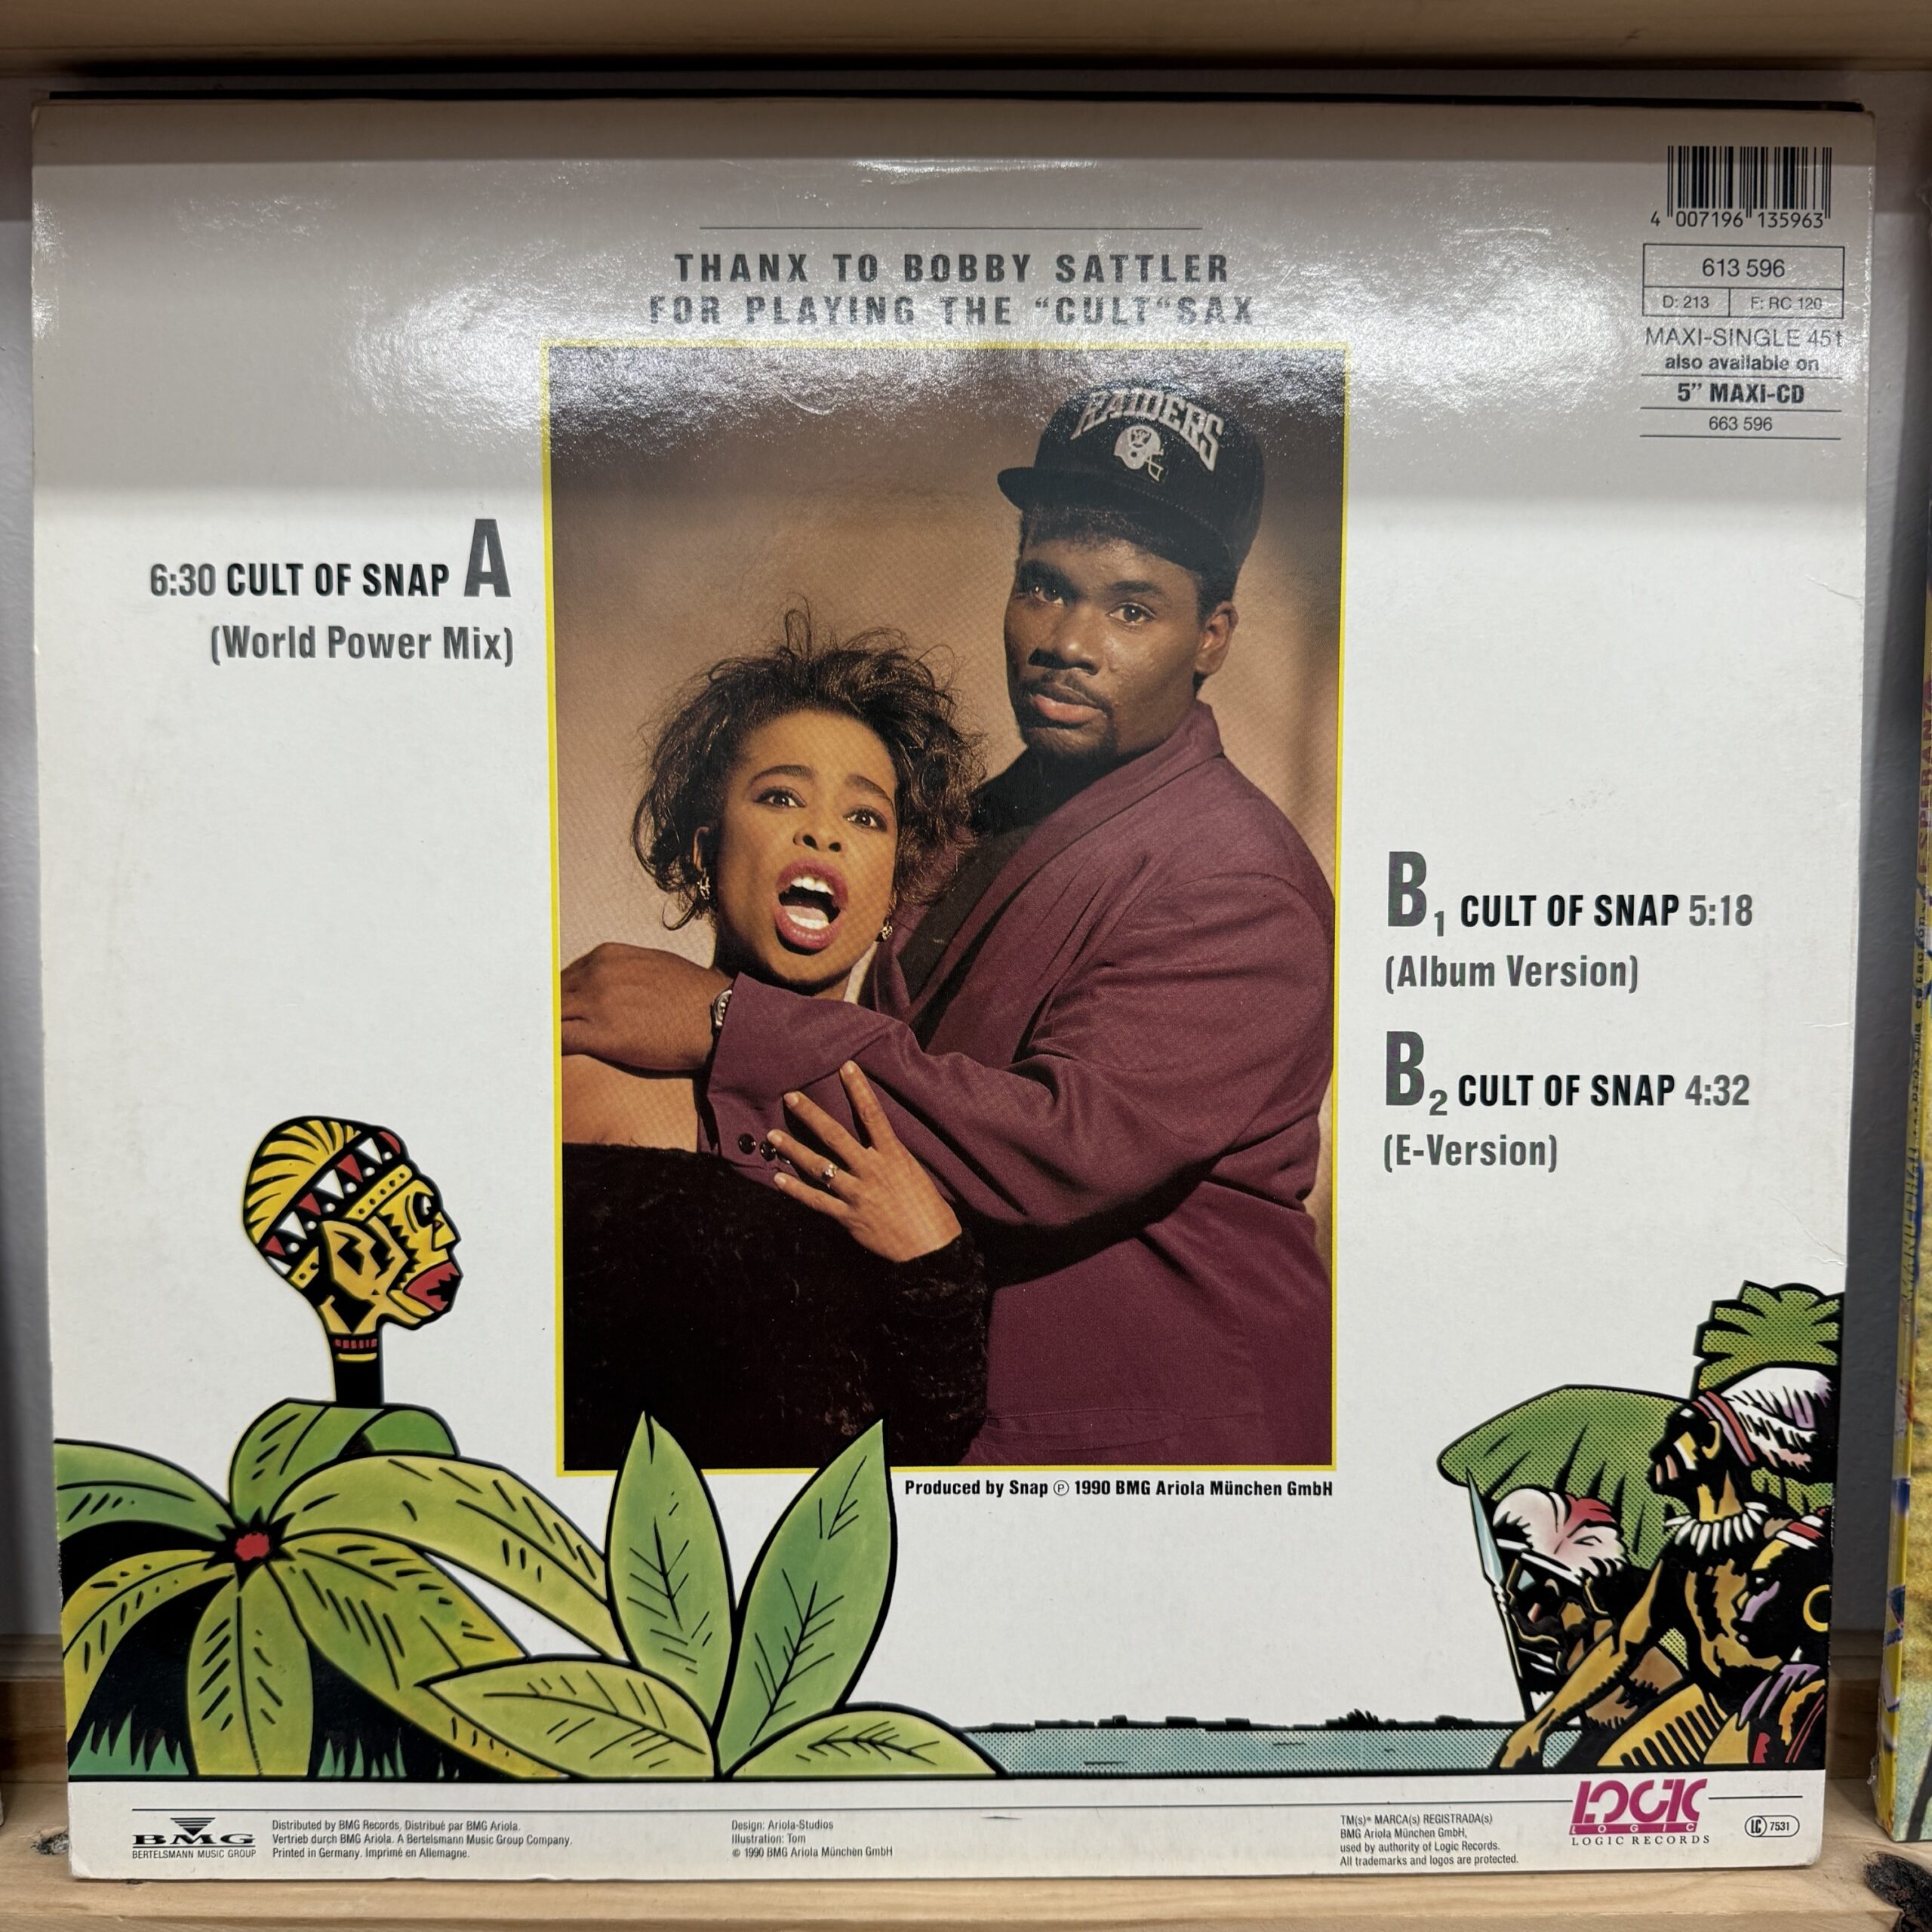 4 007196 135963
613 596
D: 213 F: RC 120
MAXI-SINGLE 45t
also available on
5” MAXI-CD
663 596
THANX TO BOBBY SATTLER
FOR PLAYING THE “CULT“SAX
RAIDERS
6:30 CULT OF SNAP A
(World Power Mix)
B1 CULT OF SNAP 5:18
(Album Version)
B2 CULT OF SNAP 4:32
(E-Version)
Produced by Snap ℗ 1990 BMG Ariola München GmbH
BMG
BERTELSMANN MUSIC GROUP
Distributed by BMG Records. Distribué par BMG Ariola.
Vertrieb durch BMG Ariola. A Bertelsmann Music Group Company.
Printed in Germany. Imprimé en Allemagne.
Design: Ariola-Studios
Illustration: Tom
© 1990 BMG Ariola München GmbH
TM(s)® MARCA(s) REGISTRADA(s)
BMG Ariola München GmbH,
used by authority of Logic Records.
All trademarks and logos are protected.
LOGIC
LOGIC
LOGIC RECORDS
LC 7531